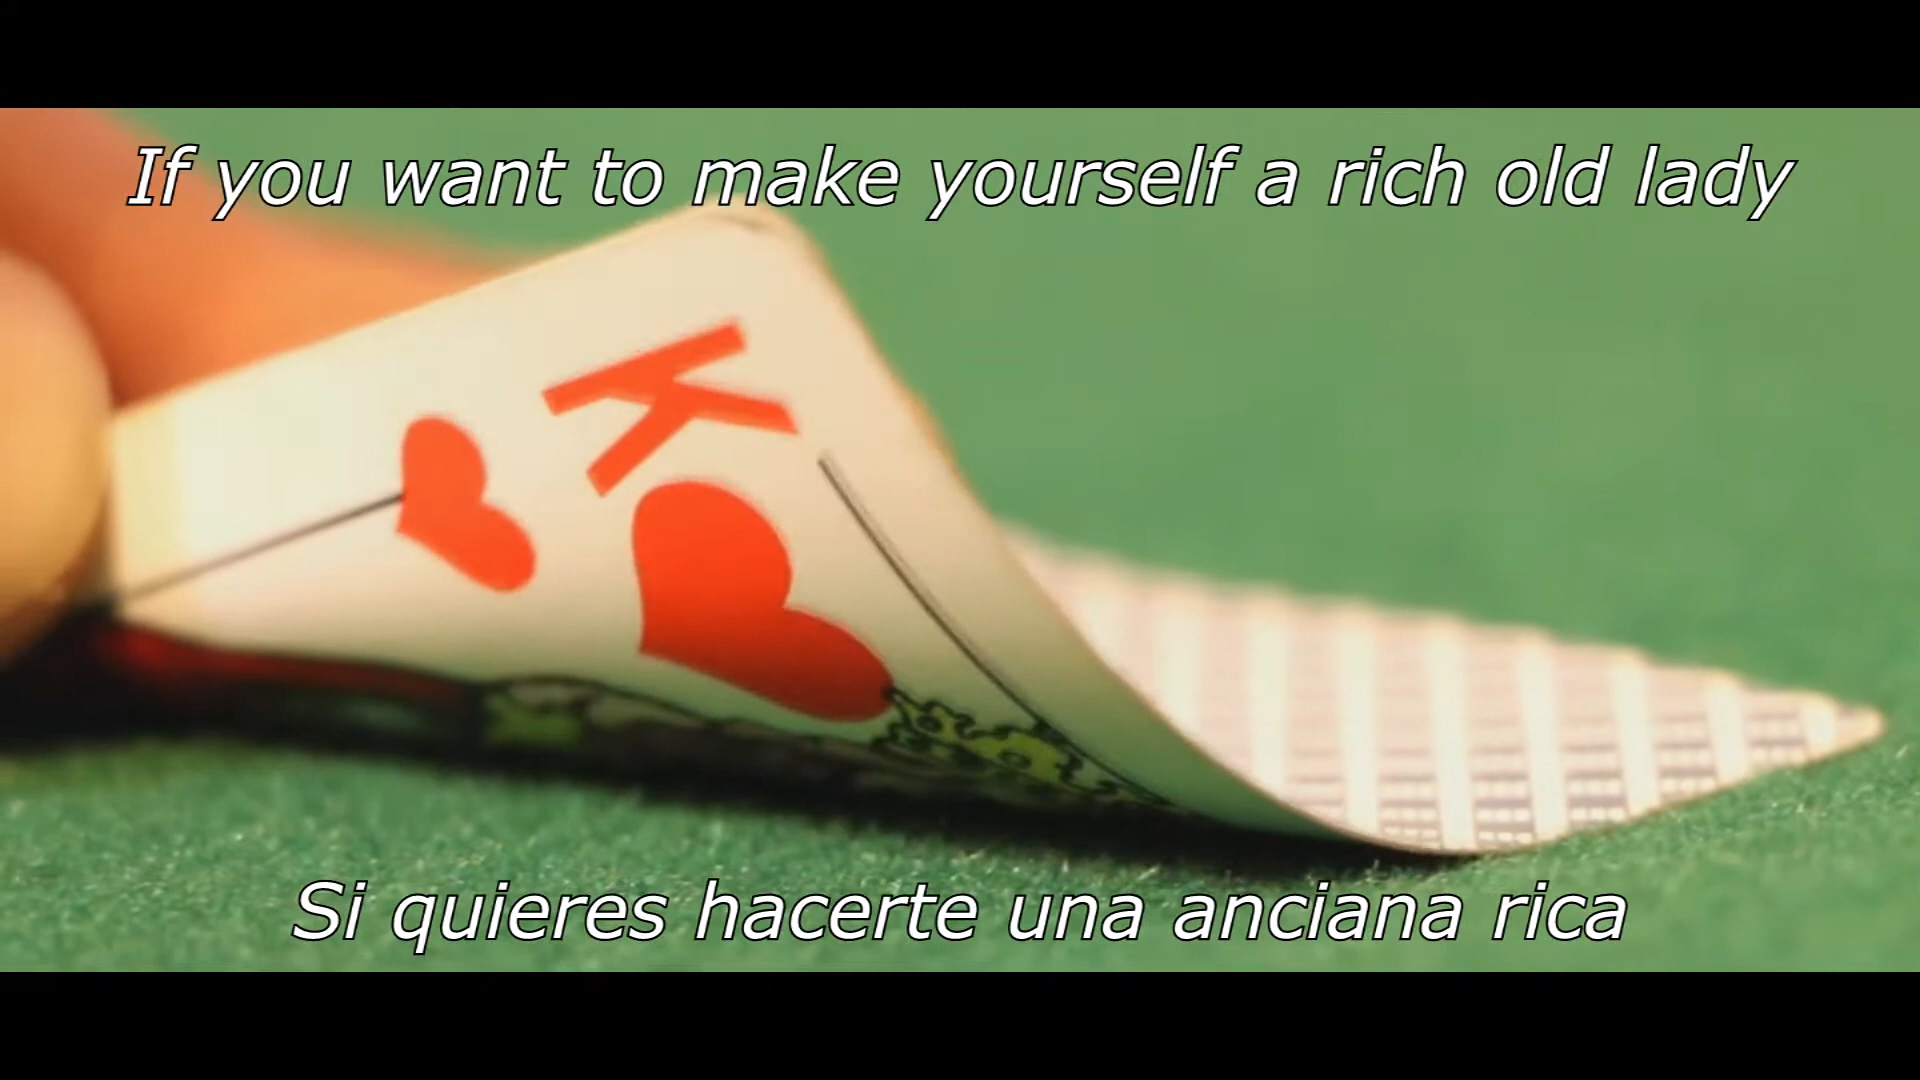 If you want to make yourself a rich old lady
K
Si quieres hacerte una anciana rica